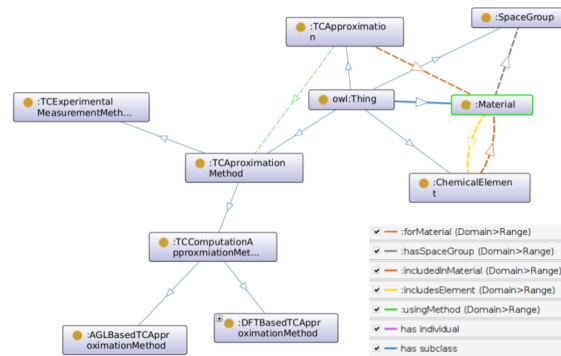 :TCApproximatio
n
:SpaceGroup
:TCExperimental
MeasurementMeth...
owl:Thing
:Material
:TCAproximation
Method
:ChemicalElemen
t
:TCComputationA
pproxmiationMet...
:forMaterial (Domain>Range)
:hasSpaceGroup (Domain>Range)
:includedInMaterial (Domain>Range)
:includesElement (Domain>Range)
:usingMethod (Domain>Range)
has individual
has subclass
:AGLBasedTCAppr
oximationMethod
:DFTBasedTCAppr
oximationMethod